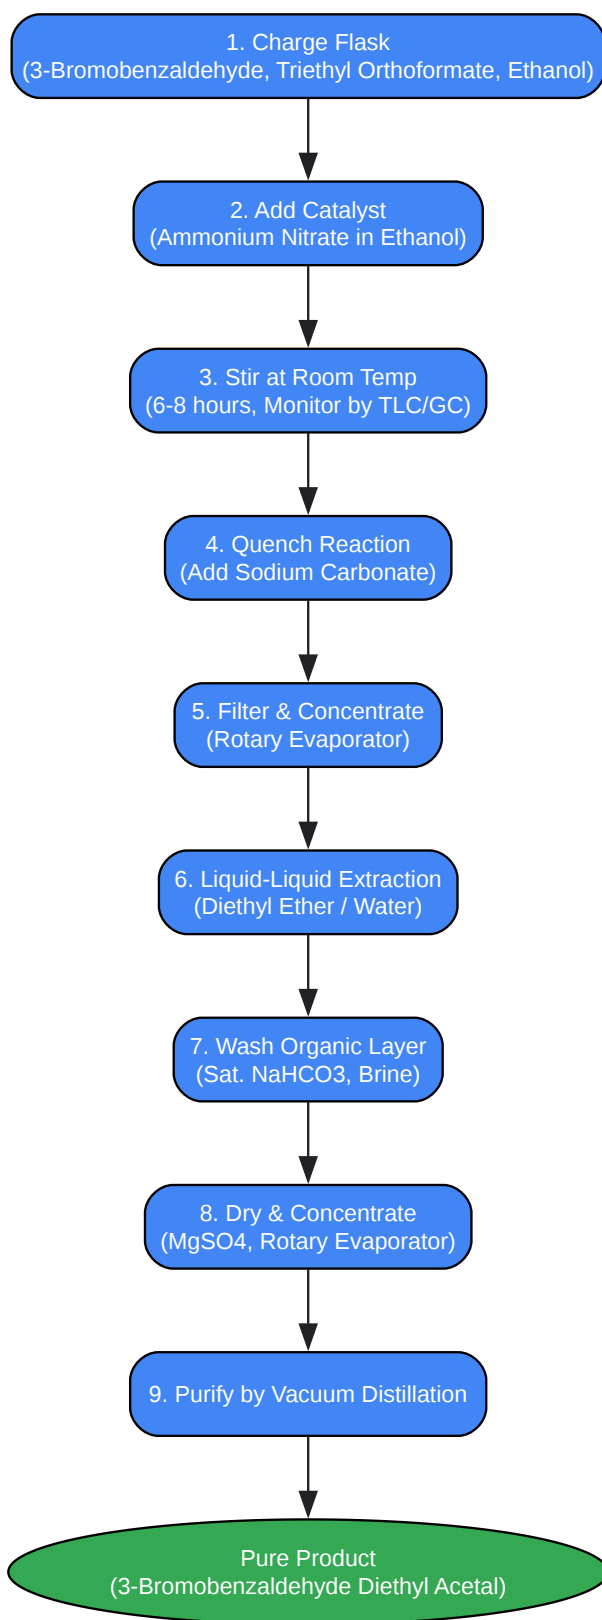 1. Charge Flask
(3-Bromobenzaldehyde, Triethyl Orthoformate, Ethanol)
2. Add Catalyst
(Ammonium Nitrate in Ethanol)
3. Stir at Room Temp
(6-8 hours, Monitor by TLC/GC)
4. Quench Reaction
(Add Sodium Carbonate)
5. Filter & Concentrate
(Rotary Evaporator)
6. Liquid-Liquid Extraction
(Diethyl Ether / Water)
7. Wash Organic Layer
(Sat. NaHCO3, Brine)
8. Dry & Concentrate
(MgSO4, Rotary Evaporator)
9. Purify by Vacuum Distillation
Pure Product
(3-Bromobenzaldehyde Diethyl Acetal)